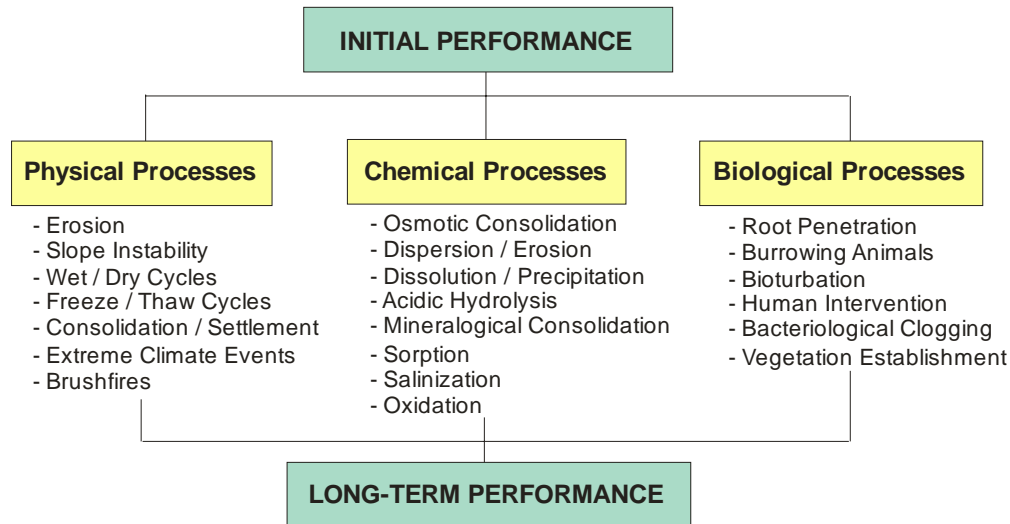 INITIAL PERFORMANCE
Physical Processes
- Erosion
- Slope Instability
- Wet / Dry Cycles
- Freeze / Thaw Cycles
- Consolidation / Settlement
- Extreme Climate Events
- Brushfires
Chemical Processes
- Osmotic Consolidation
- Dispersion / Erosion
- Dissolution / Precipitation
- Acidic Hydrolysis
- Mineralogical Consolidation
- Sorption
- Salinization
- Oxidation
Biological Processes
- Root Penetration
- Burrowing Animals
- Bioturbation
- Human Intervention
- Bacteriological Clogging
- Vegetation Establishment
LONG-TERM PERFORMANCE